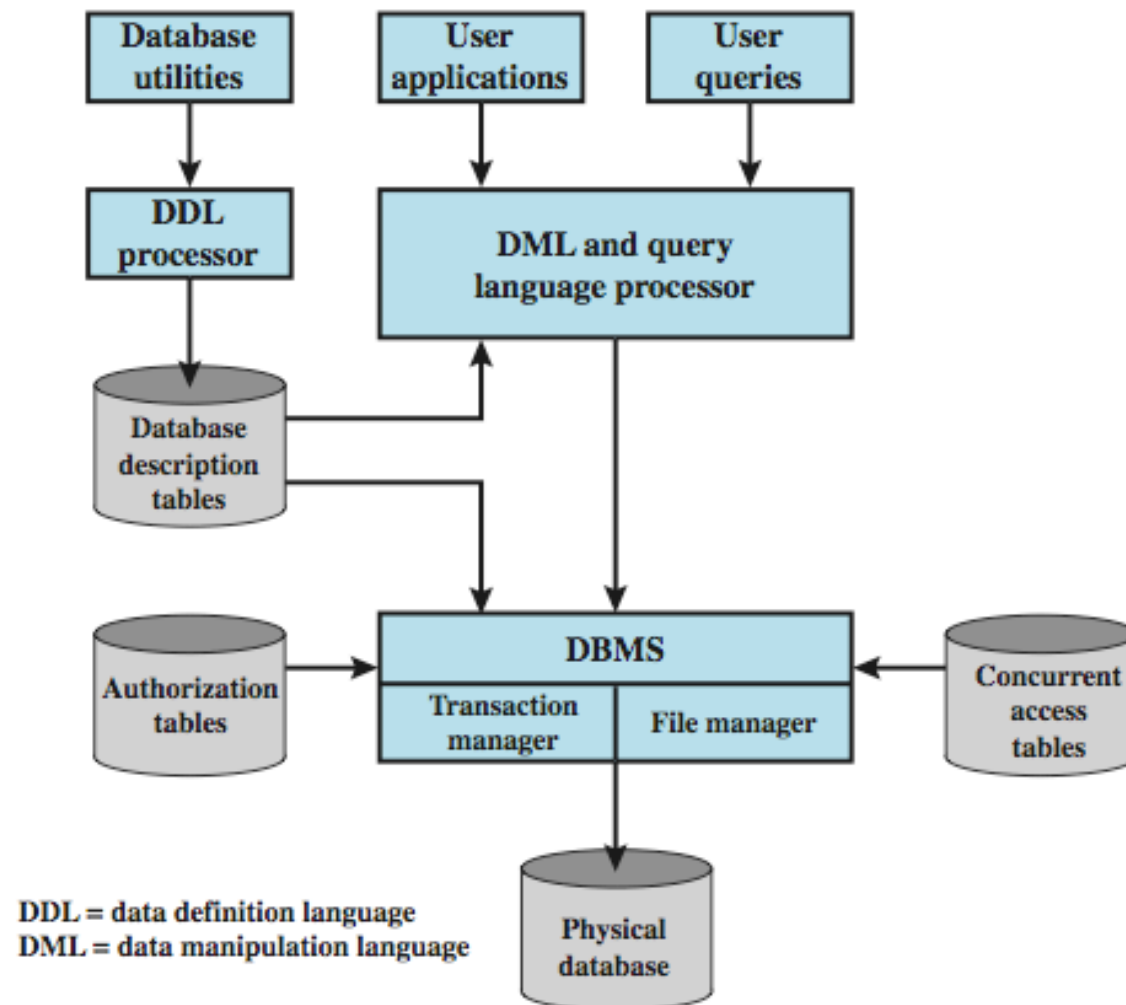 Database
utilities
User
applications
User
queries
DDL
processor
DML and query
language processor
Database
description
tables
DBMS
Authorization
tables
Transaction
manager
File manager
Concurrent
access
tables
DDL = data definition language
DML = data manipulation language
Physical
database